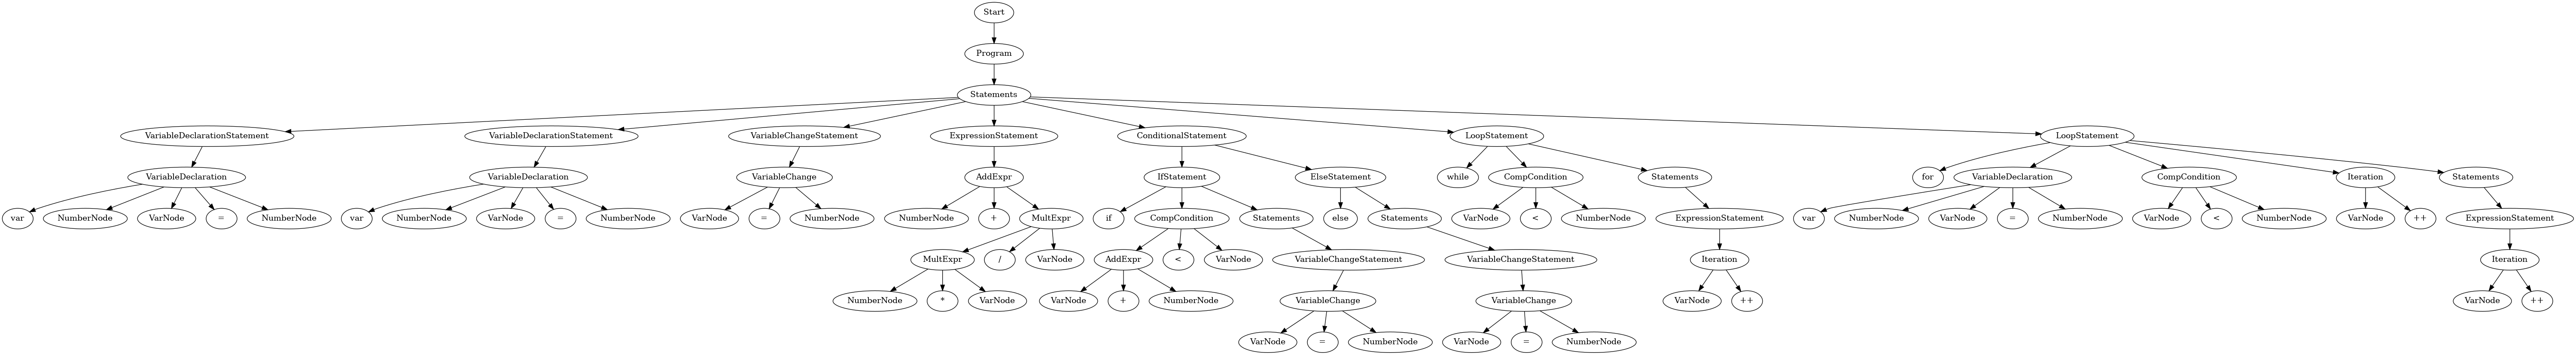 Start
Program
Statements
VariableDeclarationStatement VariableDeclarationStatement VariableChangeStatement ExpressionStatement ConditionalStatement LoopStatement LoopStatement
VariableDeclaration VariableDeclaration VariableChange AddExpr IfStatement ElseStatement while CompCondition Statements for VariableDeclaration CompCondition Iteration Statements
var NumberNode VarNode = NumberNode var NumberNode VarNode = NumberNode VarNode = NumberNode NumberNode + MultExpr if CompCondition Statements else Statements VarNode < NumberNode ExpressionStatement var NumberNode VarNode = NumberNode VarNode < NumberNode VarNode ++ ExpressionStatement
MultExpr / VarNode AddExpr < VarNode VariableChangeStatement VariableChangeStatement Iteration Iteration
NumberNode * VarNode VarNode + NumberNode VariableChange VariableChange VarNode ++ VarNode ++
VarNode = NumberNode VarNode = NumberNode